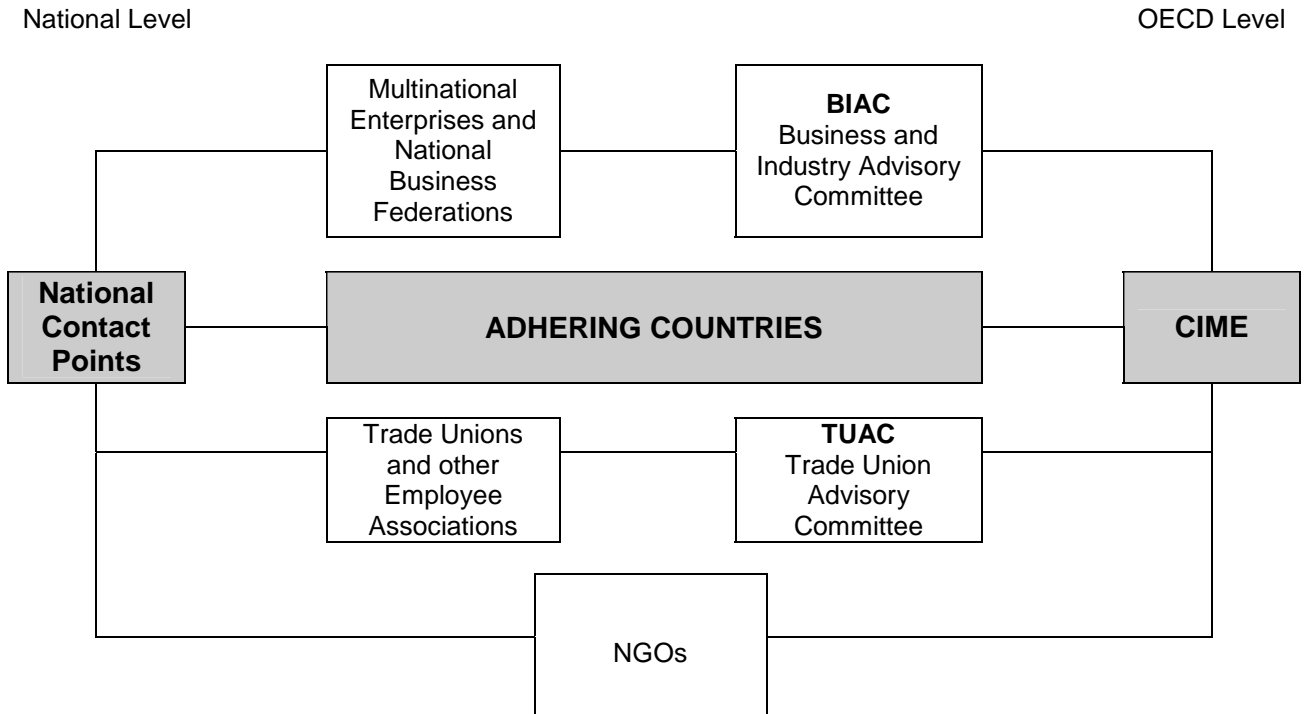 National Level
OECD Level
Multinational
Enterprises and
National
Business
Federations
BIAC
Business and
Industry Advisory
Committee
National
Contact
Points
ADHERING COUNTRIES
CIME
Trade Unions
and other
Employee
Associations
TUAC
Trade Union
Advisory
Committee
NGOs